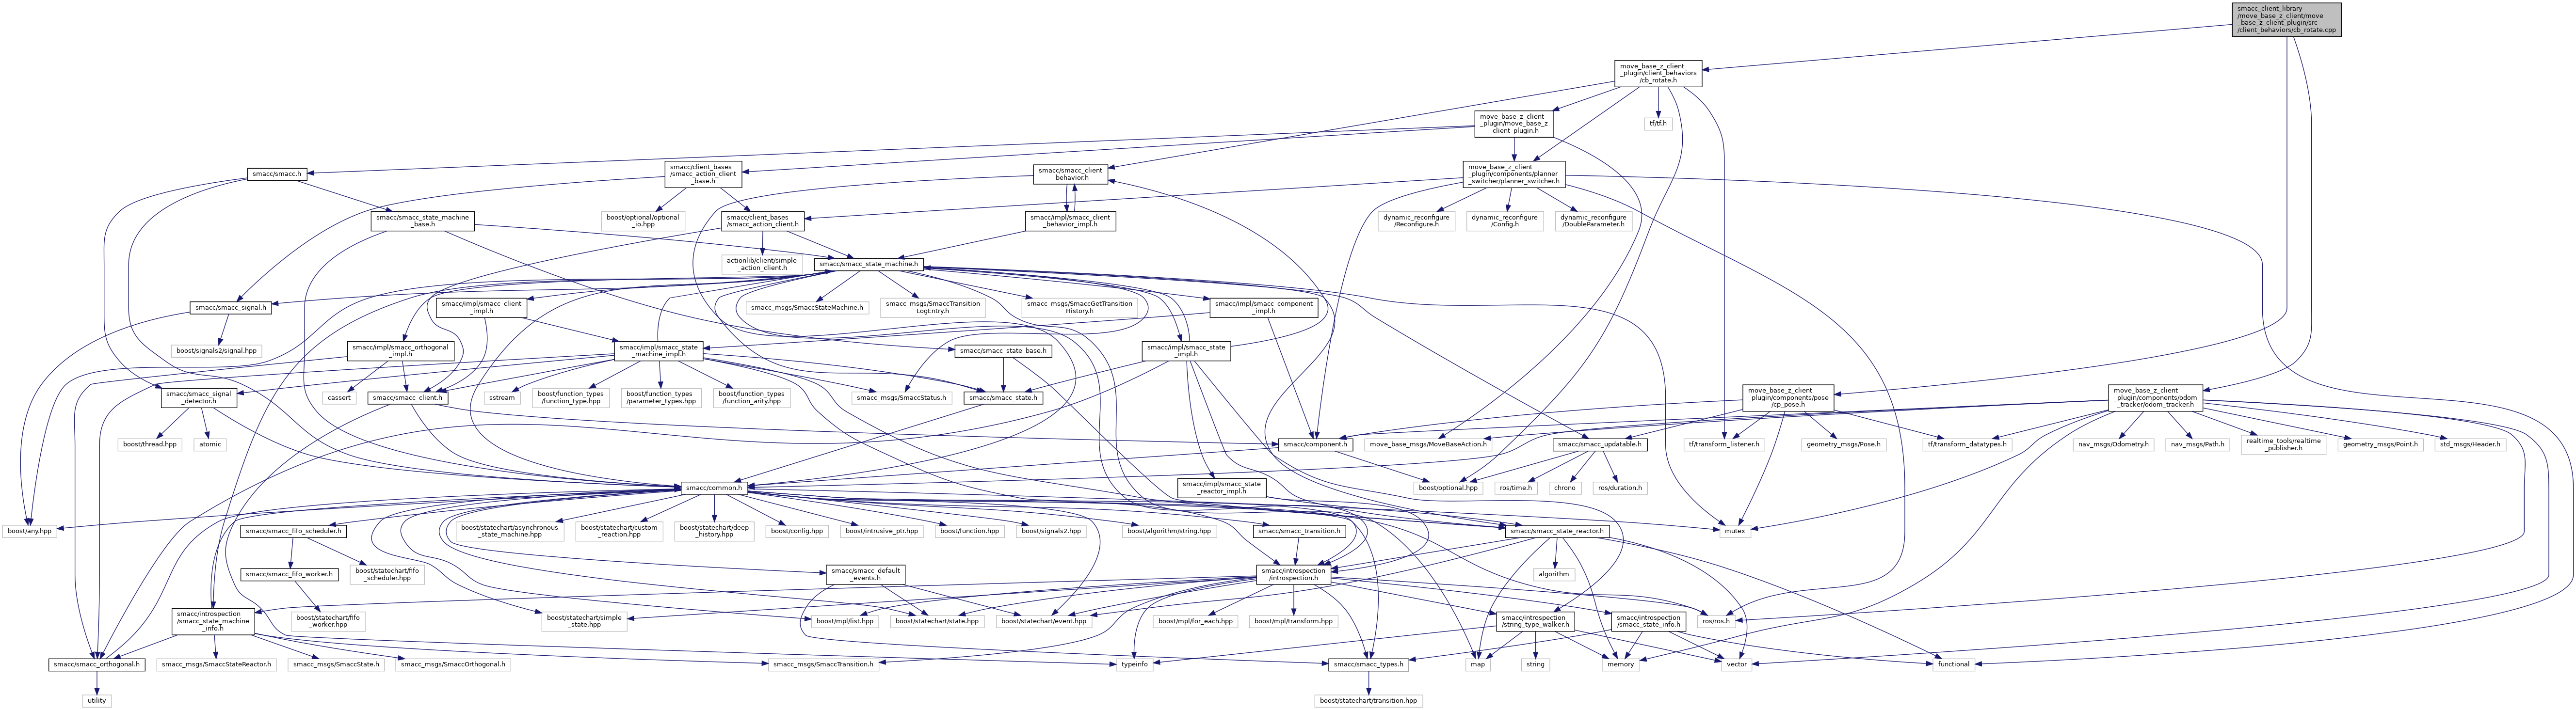 smacc_client_library
/move_base_z_client/move
_base_z_client_plugin/src
/client_behaviors/cb_rotate.cpp
move_base_z_client
_plugin/client_behaviors
/cb_rotate.h
move_base_z_client
_plugin/move_base_z
_client_plugin.h
tf/tf.h
smacc/smacc.h
smacc/client_bases
/smacc_action_client
_base.h
smacc/smacc_client
_behavior.h
move_base_z_client
_plugin/components/planner
_switcher/planner_switcher.h
smacc/smacc_state_machine
_base.h
boost/optional/optional
_io.hpp
smacc/client_bases
/smacc_action_client.h
smacc/impl/smacc_client
_behavior_impl.h
dynamic_reconfigure
/Reconfigure.h
dynamic_reconfigure
/Config.h
dynamic_reconfigure
/DoubleParameter.h
actionlib/client/simple
_action_client.h
smacc/smacc_state_machine.h
smacc/smacc_signal.h
smacc/impl/smacc_client
_impl.h
smacc_msgs/SmaccStateMachine.h
smacc_msgs/SmaccTransition
LogEntry.h
smacc_msgs/SmaccGetTransition
History.h
smacc/impl/smacc_component
_impl.h
boost/signals2/signal.hpp
smacc/impl/smacc_orthogonal
_impl.h
smacc/impl/smacc_state
_machine_impl.h
smacc/smacc_state_base.h
smacc/impl/smacc_state
_impl.h
smacc/smacc_signal
_detector.h
cassert
smacc/smacc_client.h
sstream
boost/function_types
/function_type.hpp
boost/function_types
/parameter_types.hpp
boost/function_types
/function_arity.hpp
smacc_msgs/SmaccStatus.h
smacc/smacc_state.h
move_base_z_client
_plugin/components/pose
/cp_pose.h
move_base_z_client
_plugin/components/odom
_tracker/odom_tracker.h
boost/thread.hpp
atomic
smacc/component.h
move_base_msgs/MoveBaseAction.h
smacc/smacc_updatable.h
tf/transform_listener.h
geometry_msgs/Pose.h
tf/transform_datatypes.h
nav_msgs/Odometry.h
nav_msgs/Path.h
realtime_tools/realtime
_publisher.h
geometry_msgs/Point.h
std_msgs/Header.h
smacc/common.h
smacc/impl/smacc_state
_reactor_impl.h
boost/optional.hpp
ros/time.h
chrono
ros/duration.h
boost/any.hpp
smacc/smacc_fifo_scheduler.h
boost/statechart/asynchronous
_state_machine.hpp
boost/statechart/custom
_reaction.hpp
boost/statechart/deep
_history.hpp
boost/config.hpp
boost/intrusive_ptr.hpp
boost/function.hpp
boost/signals2.hpp
boost/algorithm/string.hpp
smacc/smacc_transition.h
smacc/smacc_state_reactor.h
mutex
smacc/smacc_fifo_worker.h
boost/statechart/fifo
_scheduler.hpp
smacc/smacc_default
_events.h
smacc/introspection
/introspection.h
algorithm
smacc/introspection
/smacc_state_machine
_info.h
boost/statechart/fifo
_worker.hpp
boost/statechart/simple
_state.hpp
boost/mpl/list.hpp
boost/statechart/state.hpp
boost/statechart/event.hpp
boost/mpl/for_each.hpp
boost/mpl/transform.hpp
smacc/introspection
/string_type_walker.h
smacc/introspection
/smacc_state_info.h
ros/ros.h
smacc/smacc_orthogonal.h
smacc_msgs/SmaccStateReactor.h
smacc_msgs/SmaccState.h
smacc_msgs/SmaccOrthogonal.h
smacc_msgs/SmaccTransition.h
typeinfo
smacc/smacc_types.h
map
string
memory
vector
functional
utility
boost/statechart/transition.hpp